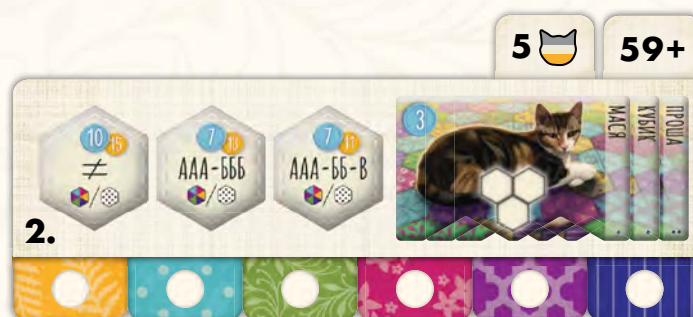 5 59+
10 15
≠
/
7 13
ААА-БББ
/
7 11
ААА-ББ-В
/
3
МАСЯ
КУБИК
ПРОША
2.